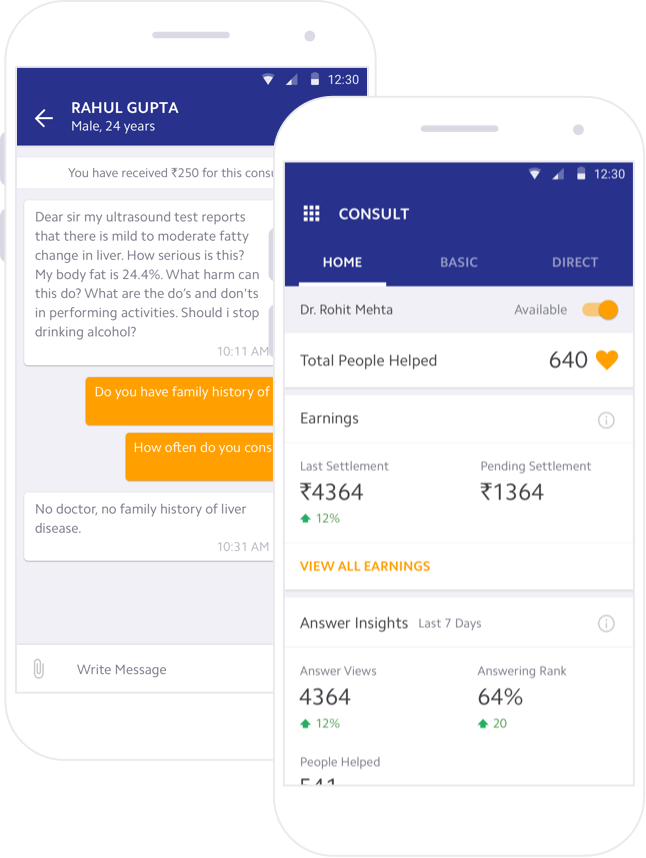 12:30
RAHUL GUPTA
Male, 24 years
You have received ₹250 for this
Dear sir my ultrasound test reports
that there is mild to moderate fatty
change in liver. How serious is this?
My body fat is 24.4%. What harm can
this do? What are the do's and don'ts
in performing activities. Should i stop
drinking alcohol?
10:11 AM
Do you have family history of
How often do you
No doctor, no family history of liver
disease.
10:31 AM
Write Message
12:30
CONSULT
HOME BASIC DIRECT
Dr. Rohit Mehta Available
Total People Helped 640
Earnings
Last Settlement Pending Settlement
₹4364 ₹1364
12%
VIEW ALL EARNINGS
Answer Insights Last 7 Days
Answer Views Answering Rank
4364 64%
12% 20
People Helped